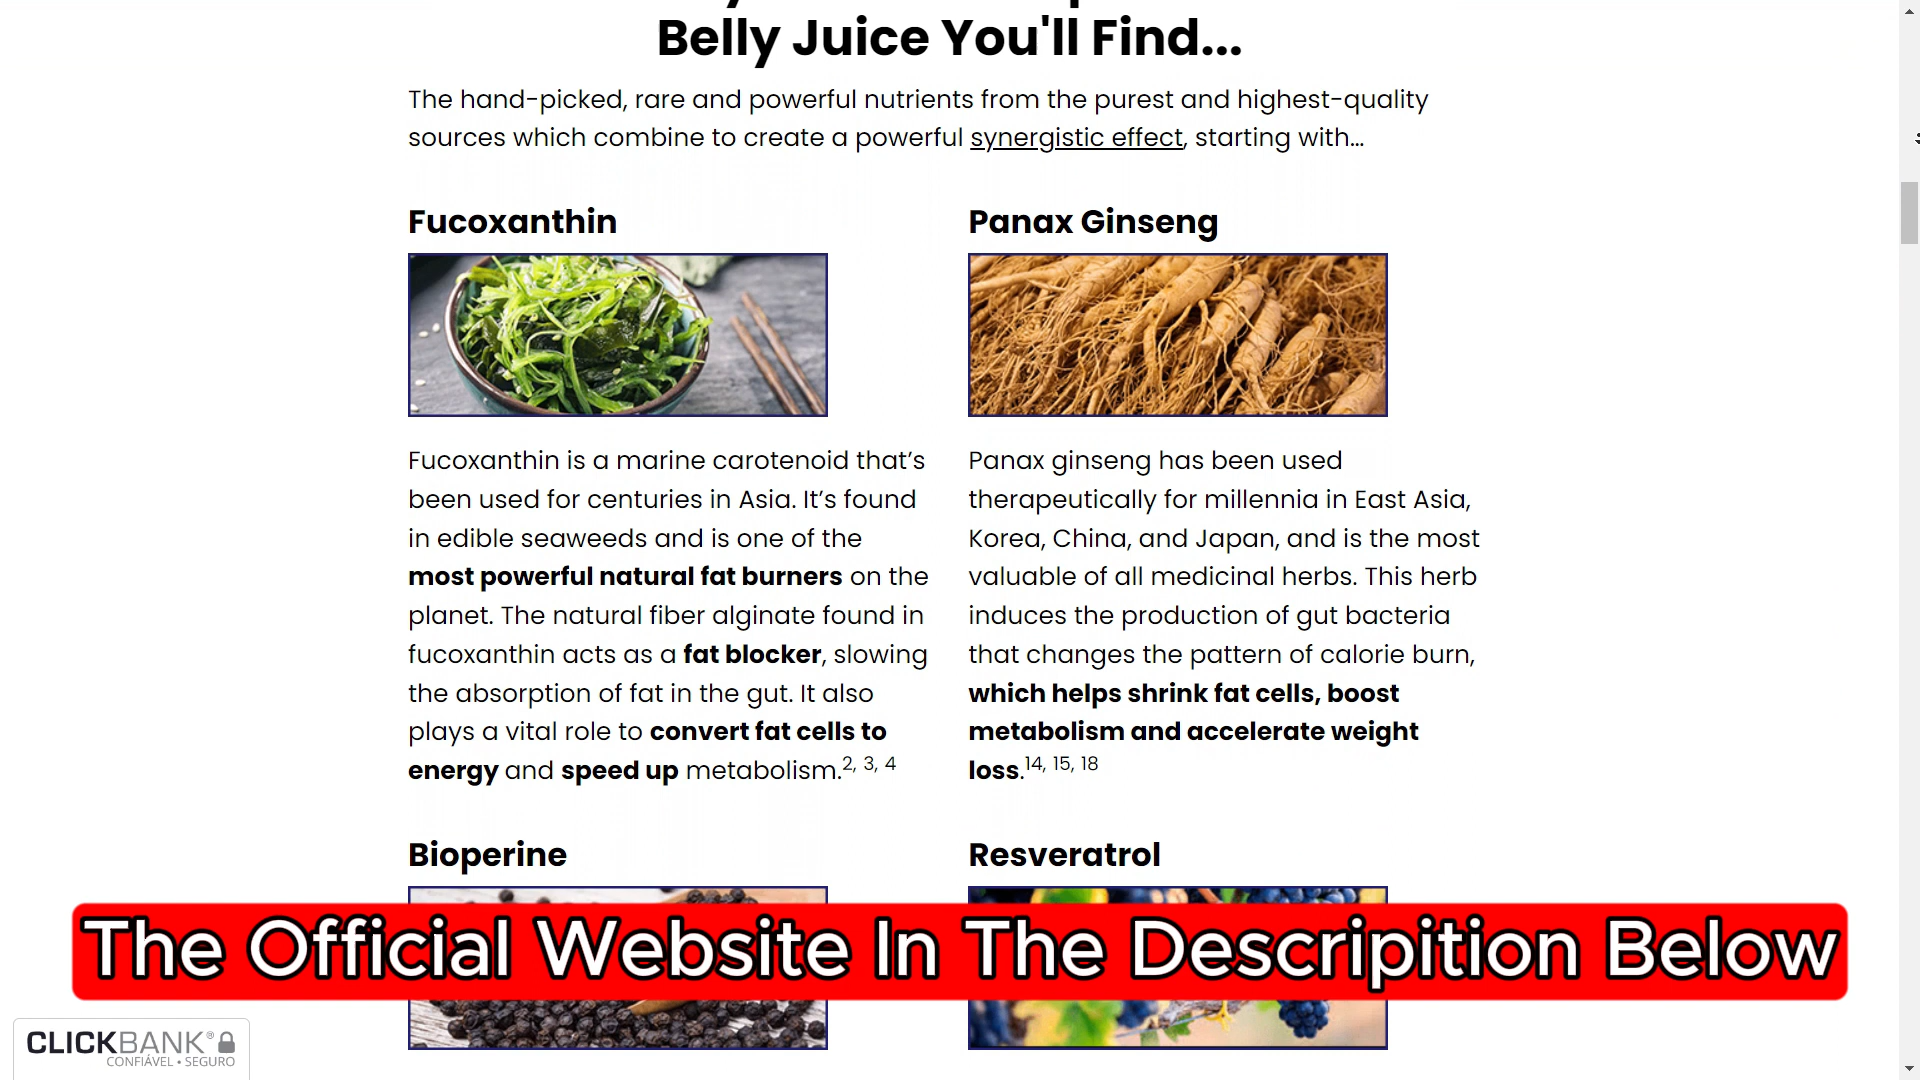 Belly Juice You'll Find...
The hand-picked, rare and powerful nutrients from the purest and highest-quality
sources which combine to create a powerful synergistic effect, starting with...
Fucoxanthin
Fucoxanthin is a marine carotenoid that’s
been used for centuries in Asia. It’s found
in edible seaweeds and is one of the
most powerful natural fat burners on the
planet. The natural fiber alginate found in
fucoxanthin acts as a fat blocker, slowing
the absorption of fat in the gut. It also
plays a vital role to convert fat cells to
energy and speed up metabolism.2, 3, 4
Panax Ginseng
Panax ginseng has been used
therapeutically for millennia in East Asia,
Korea, China, and Japan, and is the most
valuable of all medicinal herbs. This herb
induces the production of gut bacteria
that changes the pattern of calorie burn,
which helps shrink fat cells, boost
metabolism and accelerate weight
loss.14, 15, 18
Bioperine
Resveratrol
The Official Website In The Descripition Below
CLICKBANK®
CONFIÁVEL • SEGURO